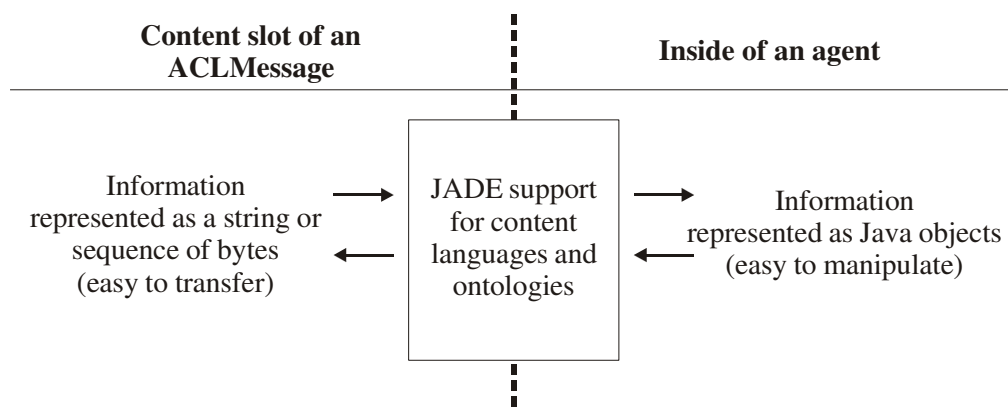 Content slot of an
ACLMessage
Inside of an agent
Information
represented as a string or
sequence of bytes
(easy to transfer)
JADE support
for content
languages and
ontologies
Information
represented as Java objects
(easy to manipulate)